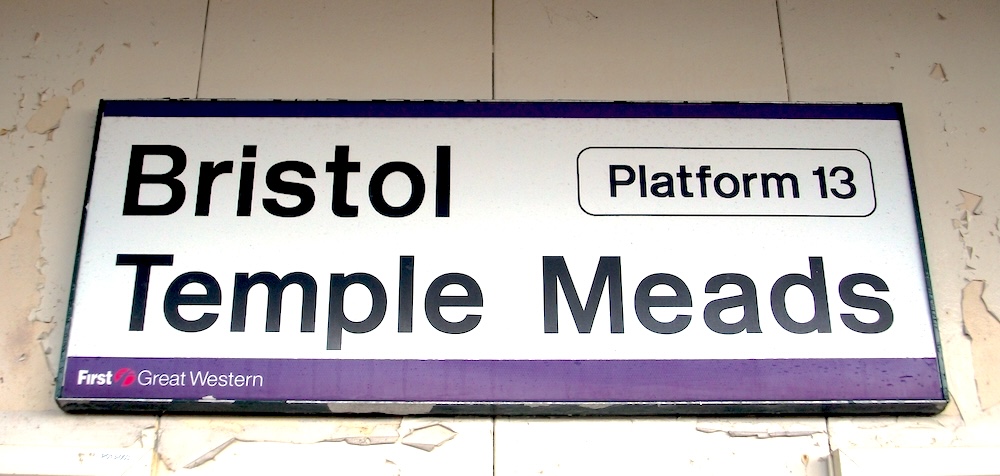 Bristol
Platform 13
Temple Meads
First Great Western